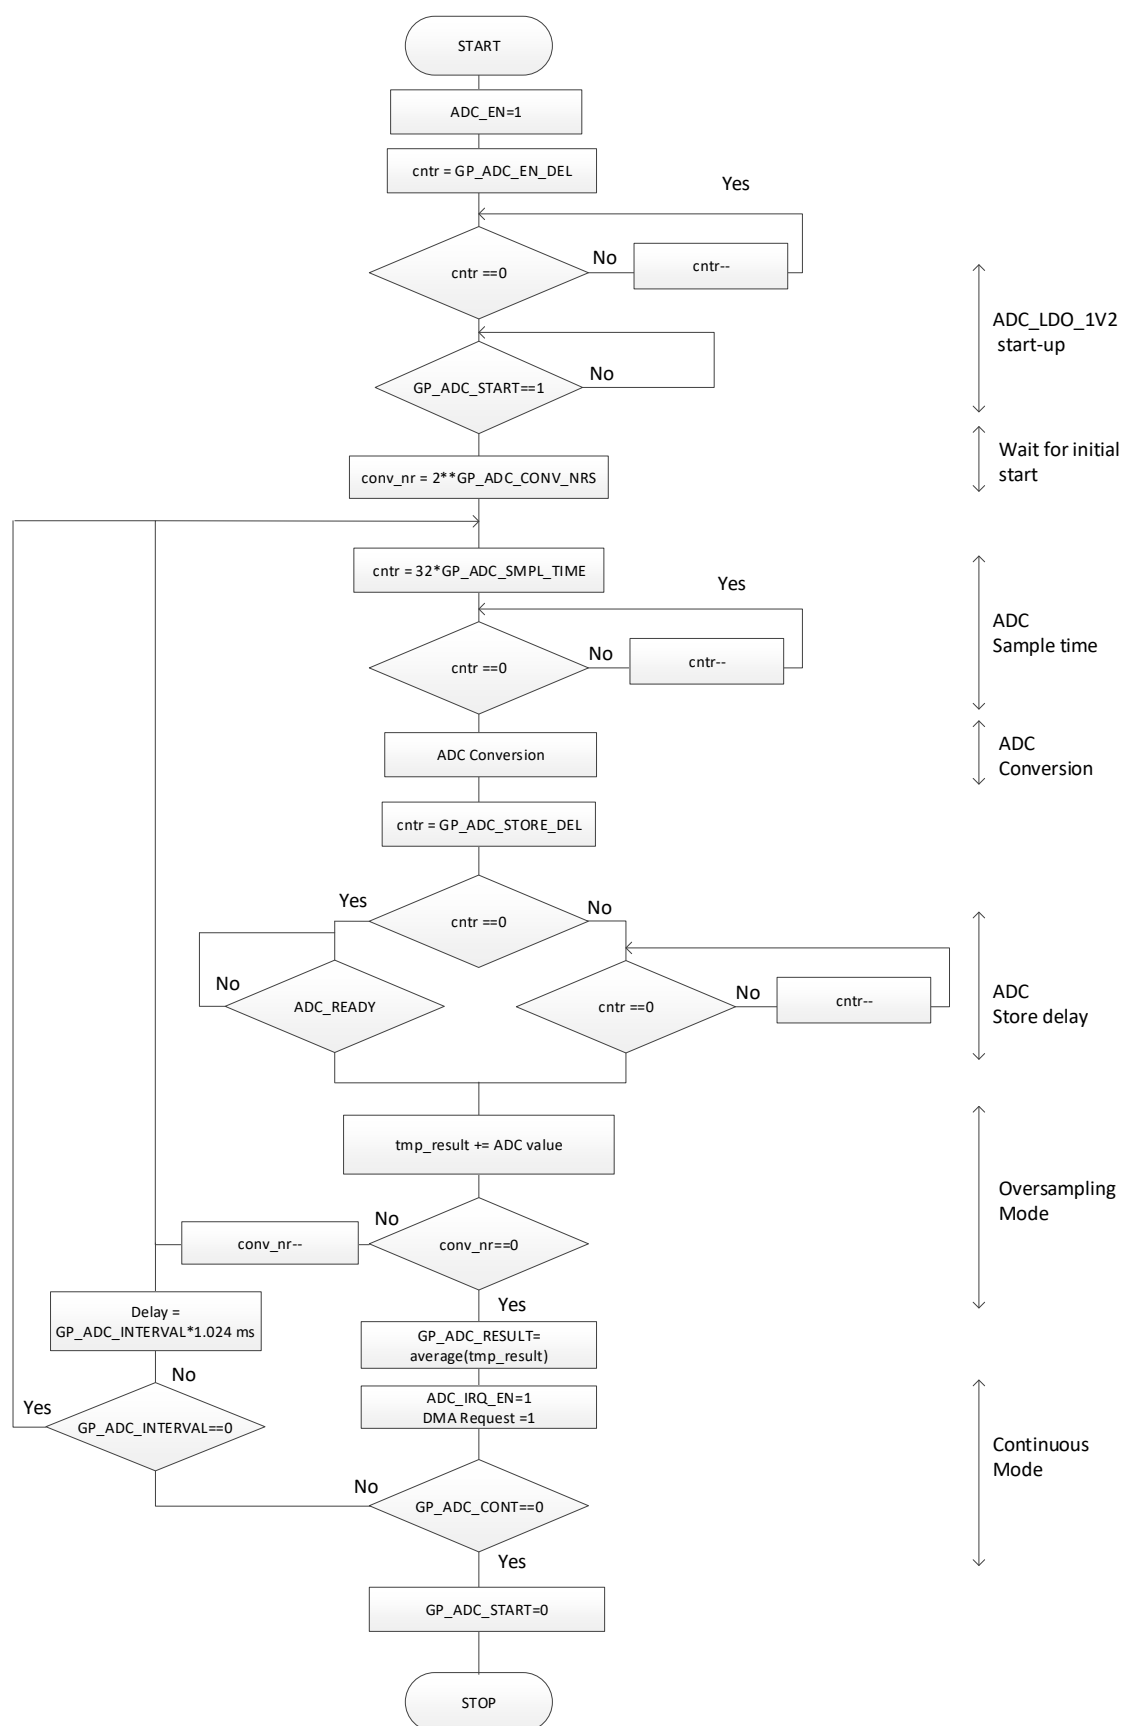 START
ADC_EN=1
cntr = GP_ADC_EN_DEL
Yes
cntr ==0
No
cntr--
ADC_LDO_1V2
start-up
GP_ADC_START==1
No
Wait for initial
start
conv_nr = 2**GP_ADC_CONV_NRS
cntr = 32*GP_ADC_SMPL_TIME
Yes
cntr ==0
No
cntr--
ADC
Sample time
ADC Conversion
ADC
Conversion
cntr = GP_ADC_STORE_DEL
Yes
cntr ==0
No
No
ADC_READY
cntr ==0
No
cntr--
ADC
Store delay
tmp_result += ADC value
Oversampling
Mode
conv_nr--
No
conv_nr==0
Yes
Delay =
GP_ADC_INTERVAL*1.024 ms
GP_ADC_RESULT=
average(tmp_result)
No
Yes
GP_ADC_INTERVAL==0
ADC_IRQ_EN=1
DMA Request =1
Continuous
Mode
No
GP_ADC_CONT==0
Yes
GP_ADC_START=0
STOP